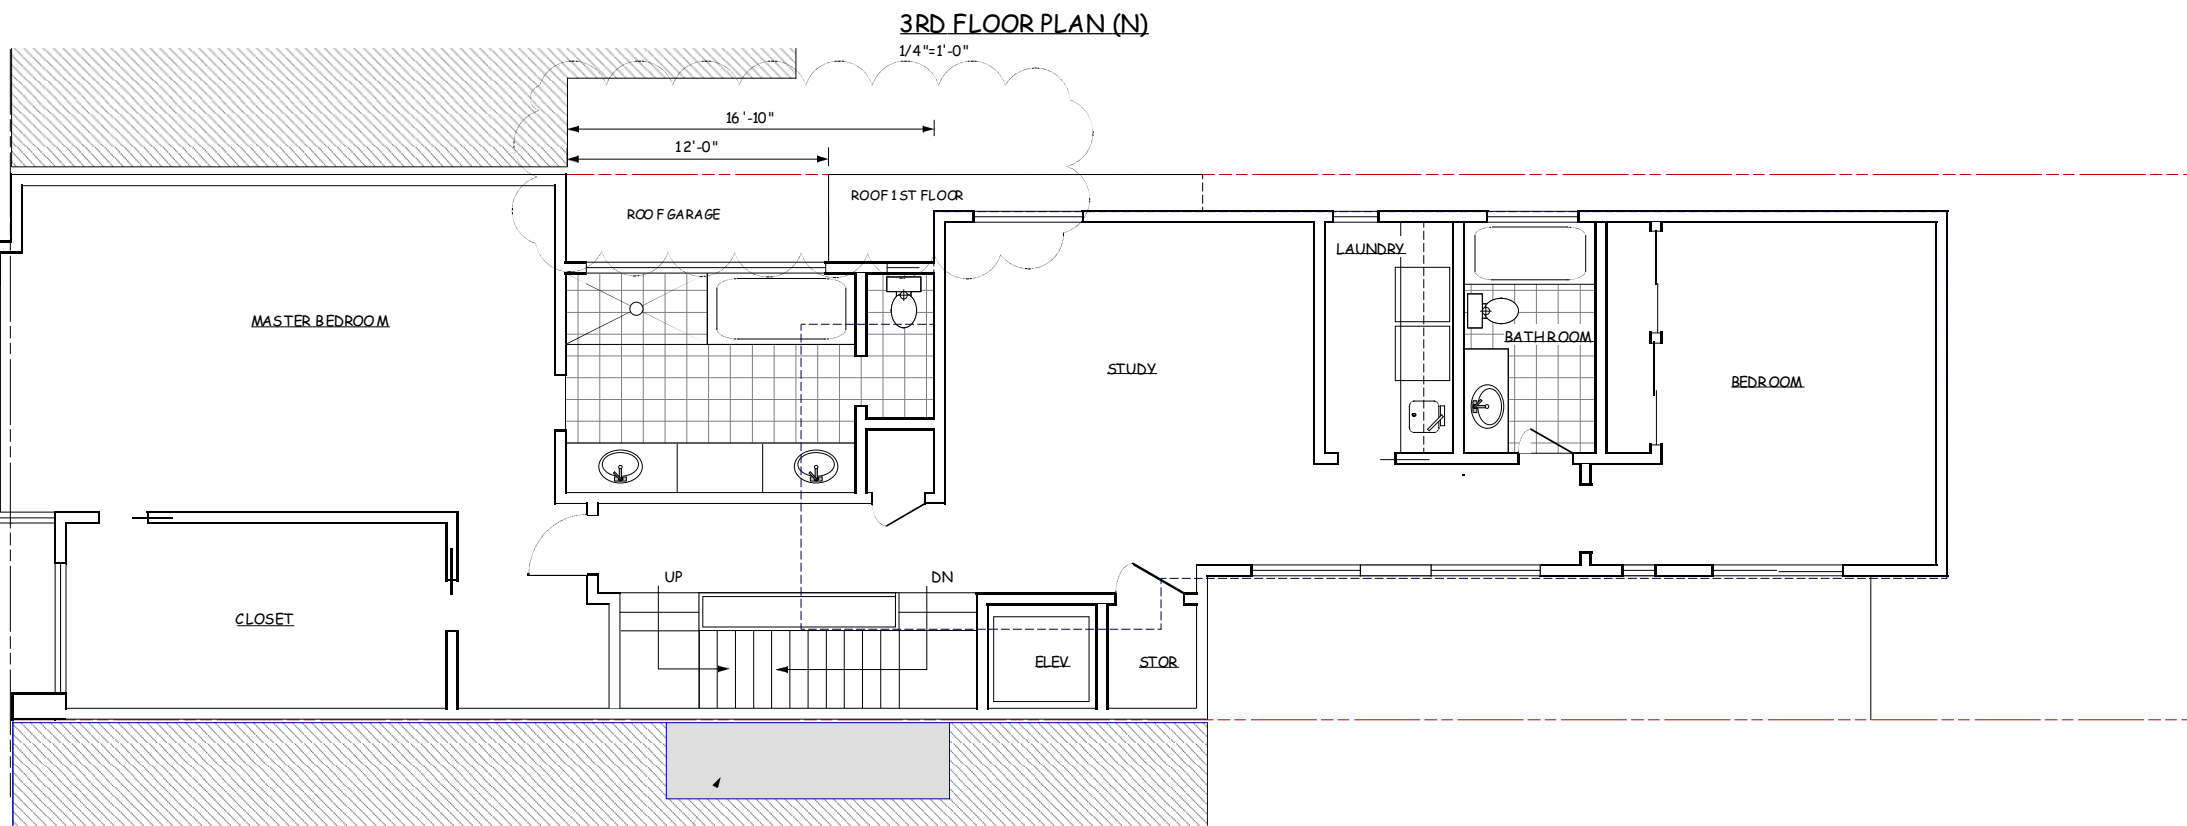 3RD FLOOR PLAN (N)
1/4"=1'-0"
16'-10"
12'-0"
ROOF GARAGE
ROOF 1ST FLOOR
LAUNDRY
MASTER BEDROOM
BATHROOM
STUDY
BEDROOM
UP
DN
CLOSET
ELEV
STOR